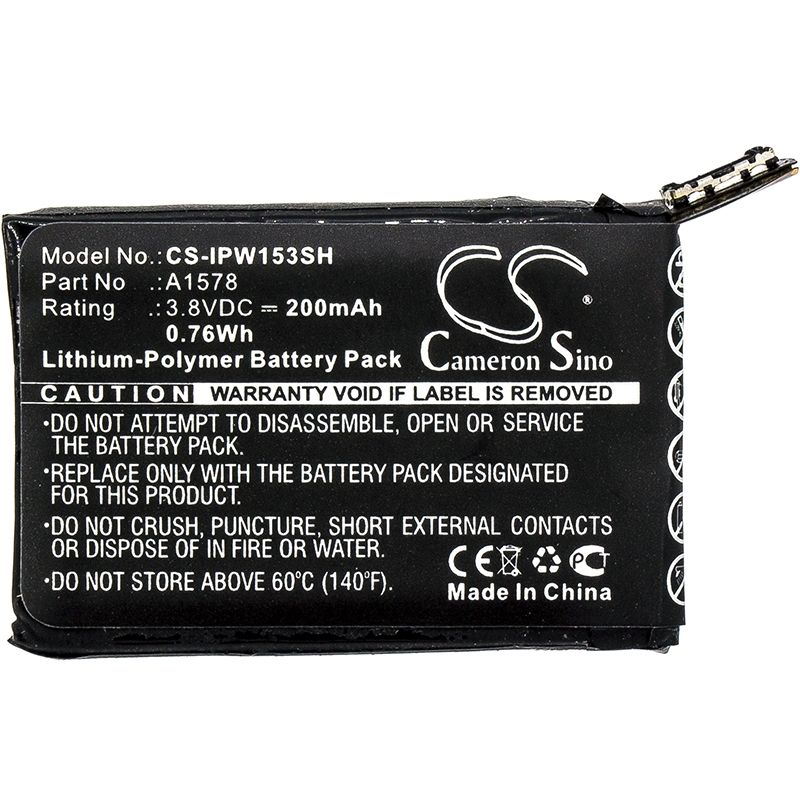 Model No.: CS-IPW153SH
Part No .: A1578
Rating .: 3.8VDC ⎓ 200mAh
0.76Wh
Lithium-Polymer Battery Pack
CS
®
Cameron Sino
CAUTION WARRANTY VOID IF LABEL IS REMOVED
·DO NOT ATTEMPT TO DISASSEMBLE, OPEN OR SERVICE
THE BATTERY PACK.
·REPLACE ONLY WITH THE BATTERY PACK DESIGNATED
FOR THIS PRODUCT.
·DO NOT CRUSH, PUNCTURE, SHORT EXTERNAL CONTACTS
OR DISPOSE OF IN FIRE OR WATER.
·DO NOT STORE ABOVE 60°C (140°F).
CE
Made In China